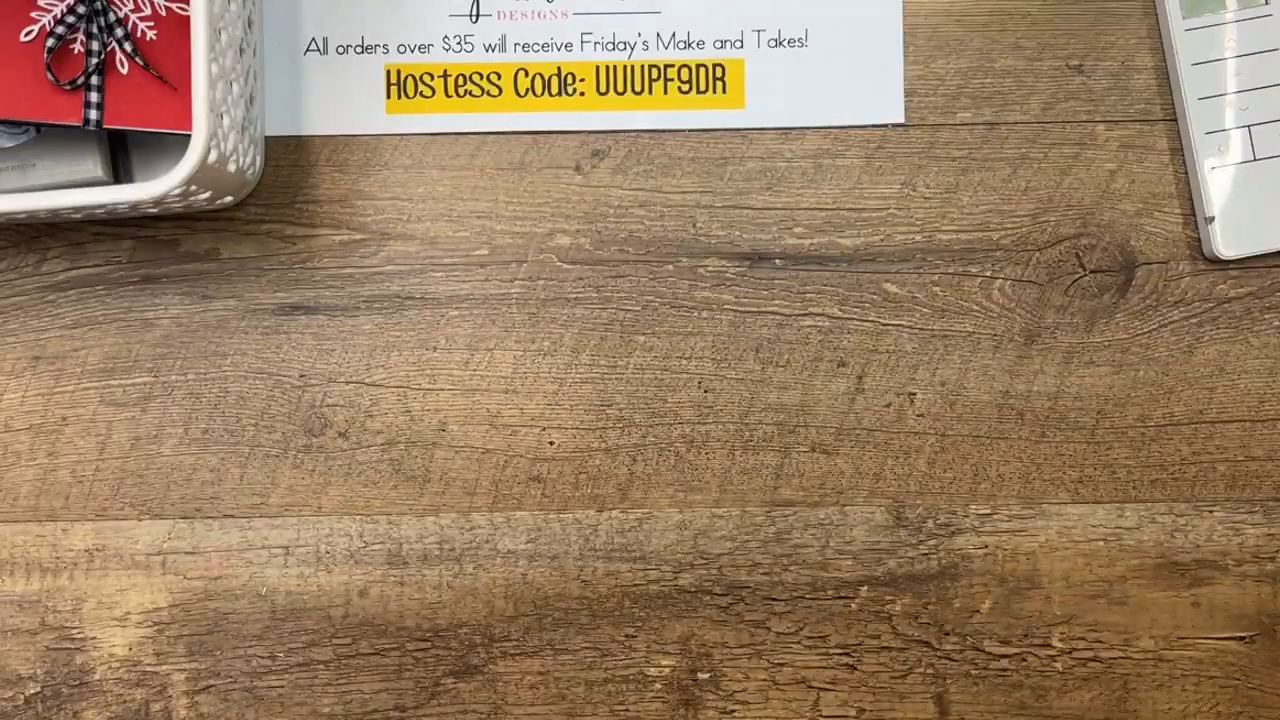 DESIGNS
All orders over $35 will receive Friday's Make and Takes!
Hostess Code: UUUPF9DR